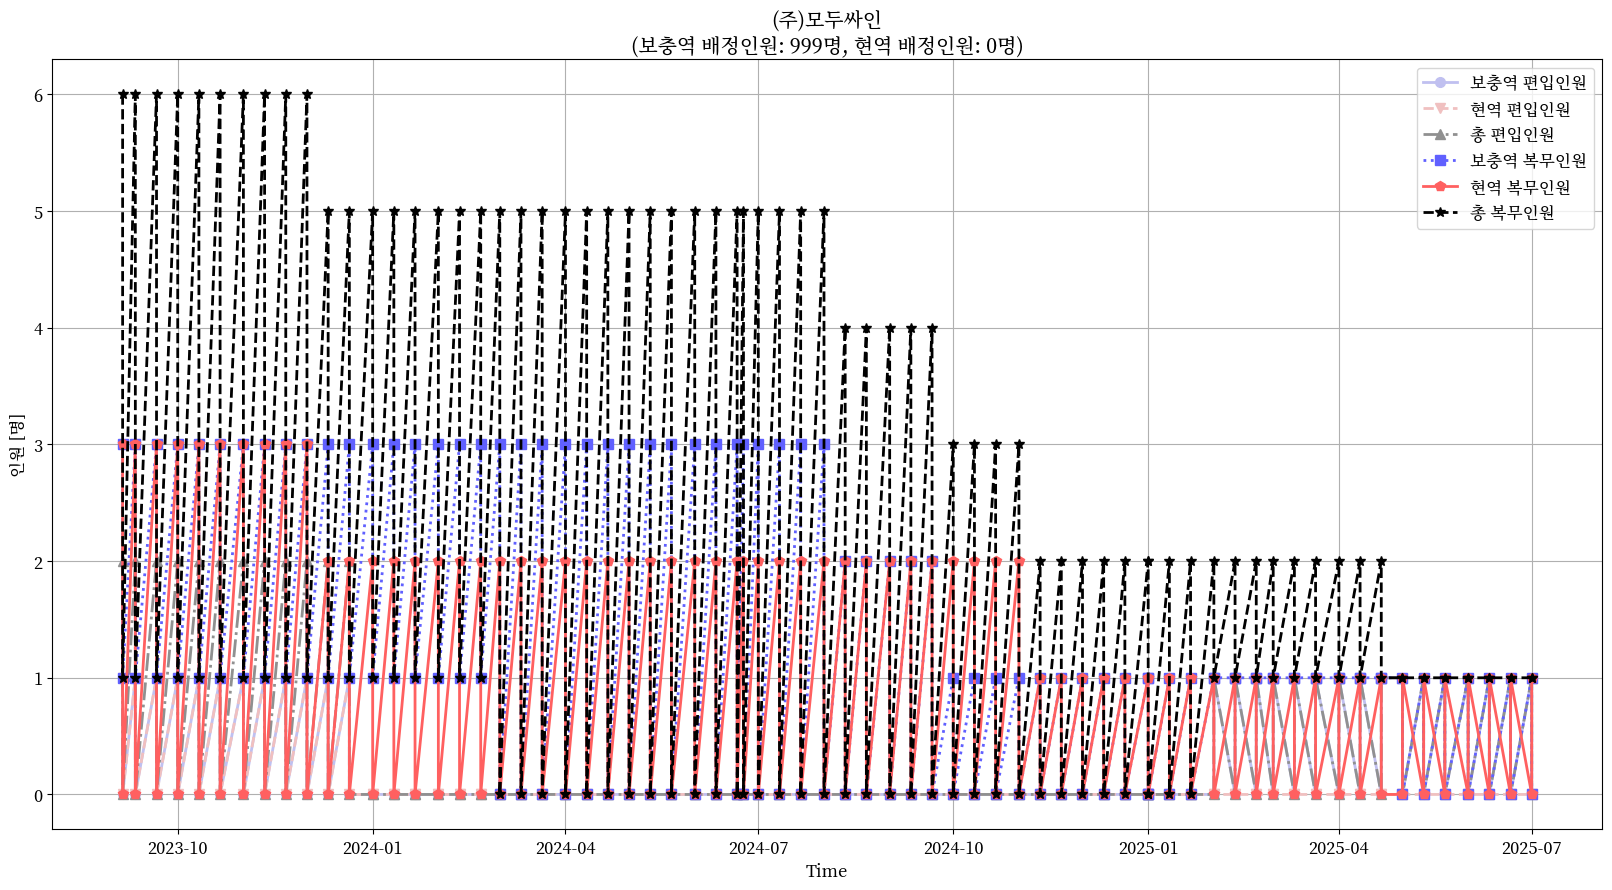 (주)모두싸인
(보충역 배정인원: 999명, 현역 배정인원: 0명)
보충역 편입인원
현역 편입인원
총 편입인원
보충역 복무인원
현역 복무인원
총 복무인원
인원 [명]
6
5
4
3
2
1
0
2023-10
2024-01
2024-04
2024-07
2024-10
2025-01
2025-04
2025-07
Time